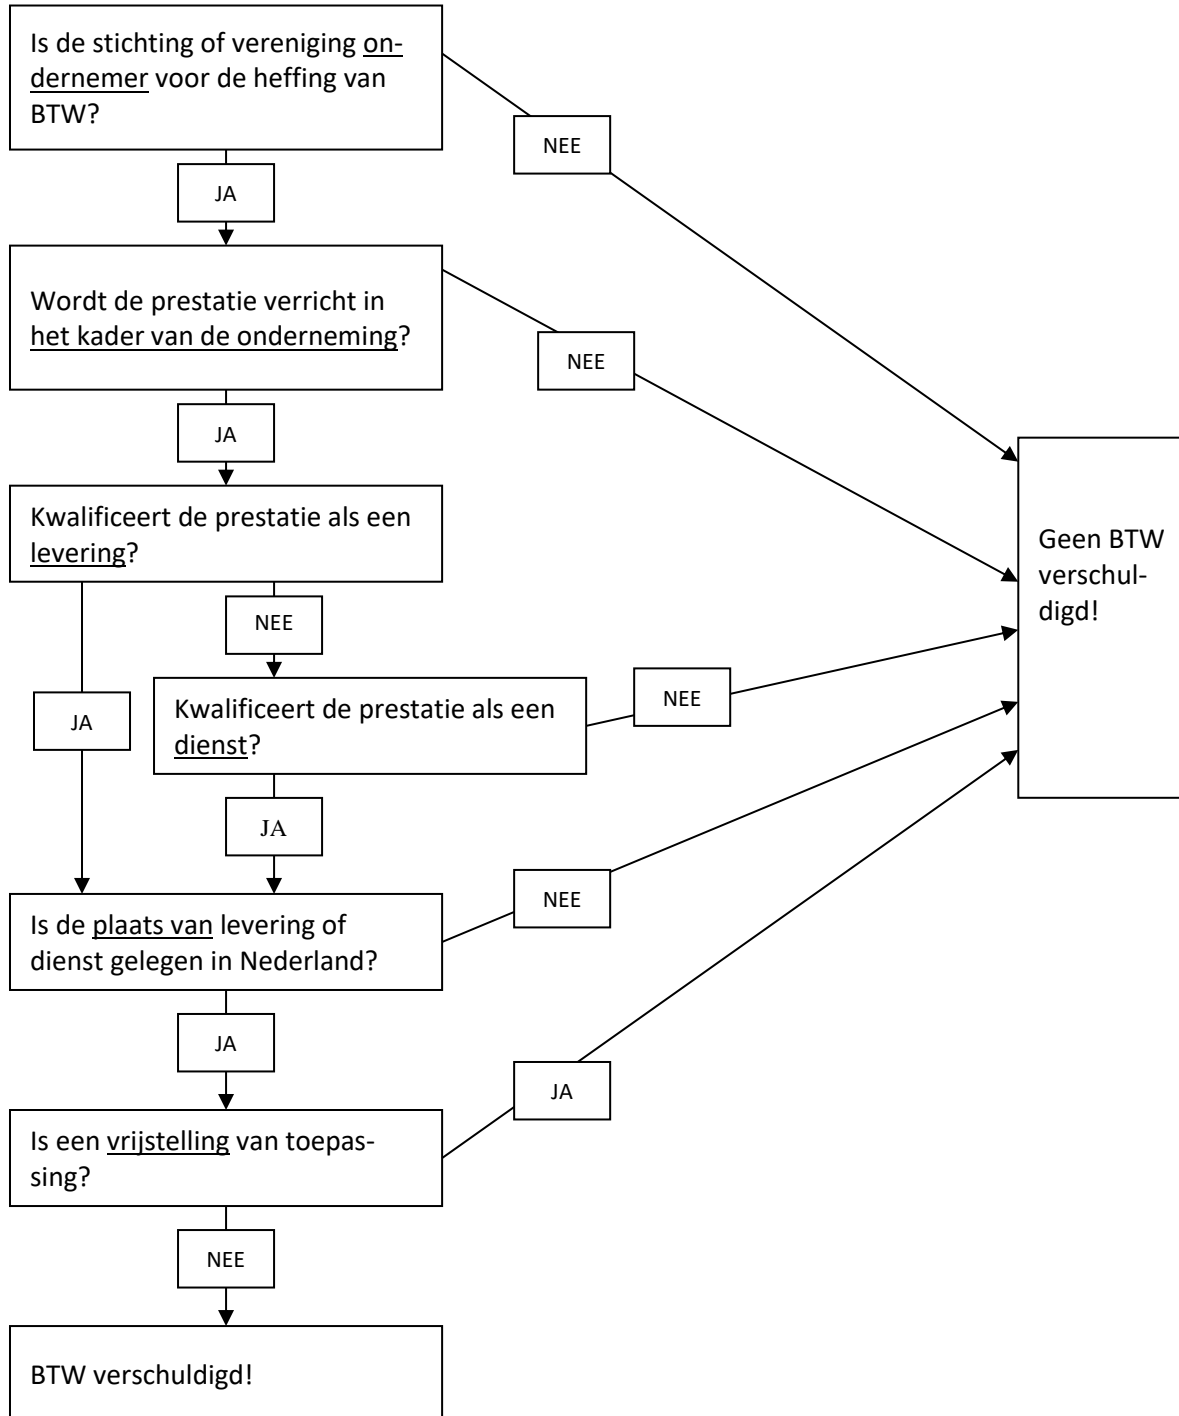 Is de stichting of vereniging on-
dernemer voor de heffing van
BTW?
NEE
JA
Wordt de prestatie verricht in
het kader van de onderneming?
NEE
JA
Kwalificeert de prestatie als een
levering?
NEE
JA
Kwalificeert de prestatie als een
dienst?
NEE
JA
Geen BTW
verschul-
digd!
Is de plaats van levering of
dienst gelegen in Nederland?
NEE
JA
Is een vrijstelling van toepas-
sing?
JA
NEE
BTW verschuldigd!